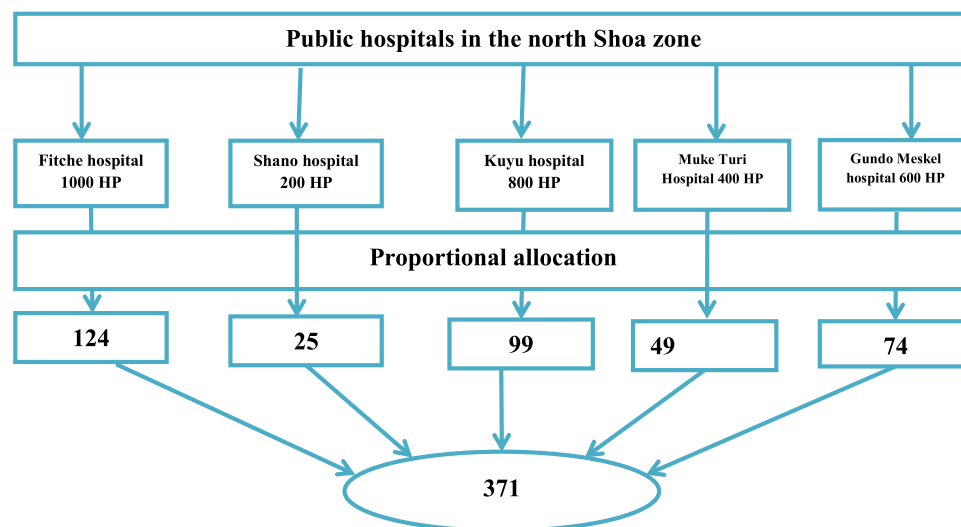 Public hospitals in the north Shoa zone
Fitche hospital
1000 HP
Shano hospital
200 HP
Kuyu hospital
800 HP
Muke Turi
Hospital 400 HP
Gundo Meskel
hospital 600 HP
Proportional allocation
124
25
99
49
74
371